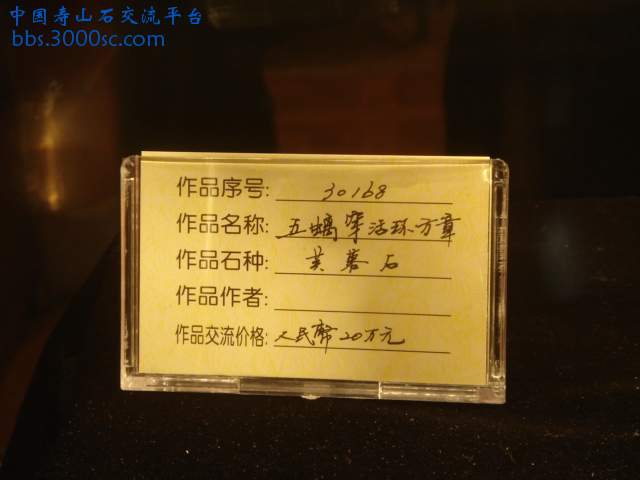 中国寿山石交流平台
bbs.3000sc.com
作品序号: 30168
作品名称: 五螭穿活环方章
作品石种: 芙蓉石
作品作者:
作品交流价格: 人民币20万元